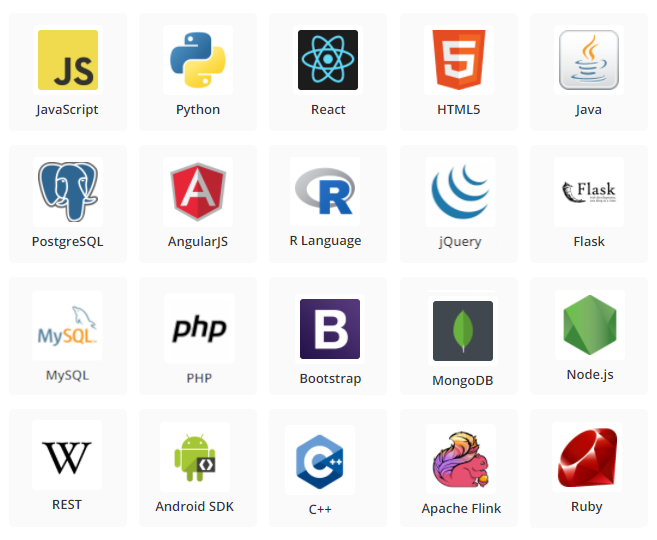 JS
5
JavaScript
Python
React
HTML5
Java
A
R
Flask
PostgreSQL
AngularJS
R Language
jQuery
Flask
MySQL
php
B
MySQL
PHP
Bootstrap
MongoDB
Node.js
W
C++
REST
Android SDK
C++
Apache Flink
Ruby